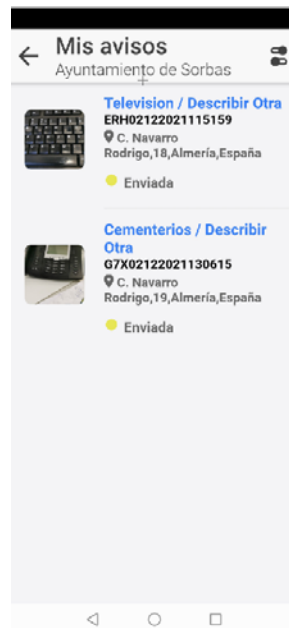 Mis avisos
Ayuntamiento de Sorbas
Television / Describir Otra
ERH02122021115159
C. Navarro
Rodrigo,18,Almería,España
Enviada
Cementerios / Describir
Otra
G7X02122021130615
C. Navarro
Rodrigo,19,Almería,España
Enviada